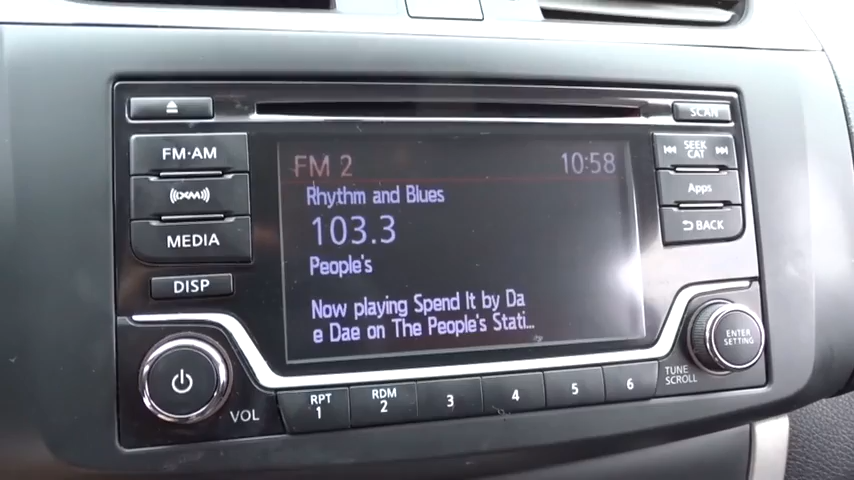 SCAN
FM·AM
SEEK
CAT
((XM))
Apps
MEDIA
BACK
DISP
FM 2
10:58
Rhythm and Blues
103.3
People's
Now playing Spend It by Da
e Dae on The People's Stati...
ENTER
SETTING
TUNE
SCROLL
VOL
RPT
1
RDM
2
3
4
5
6